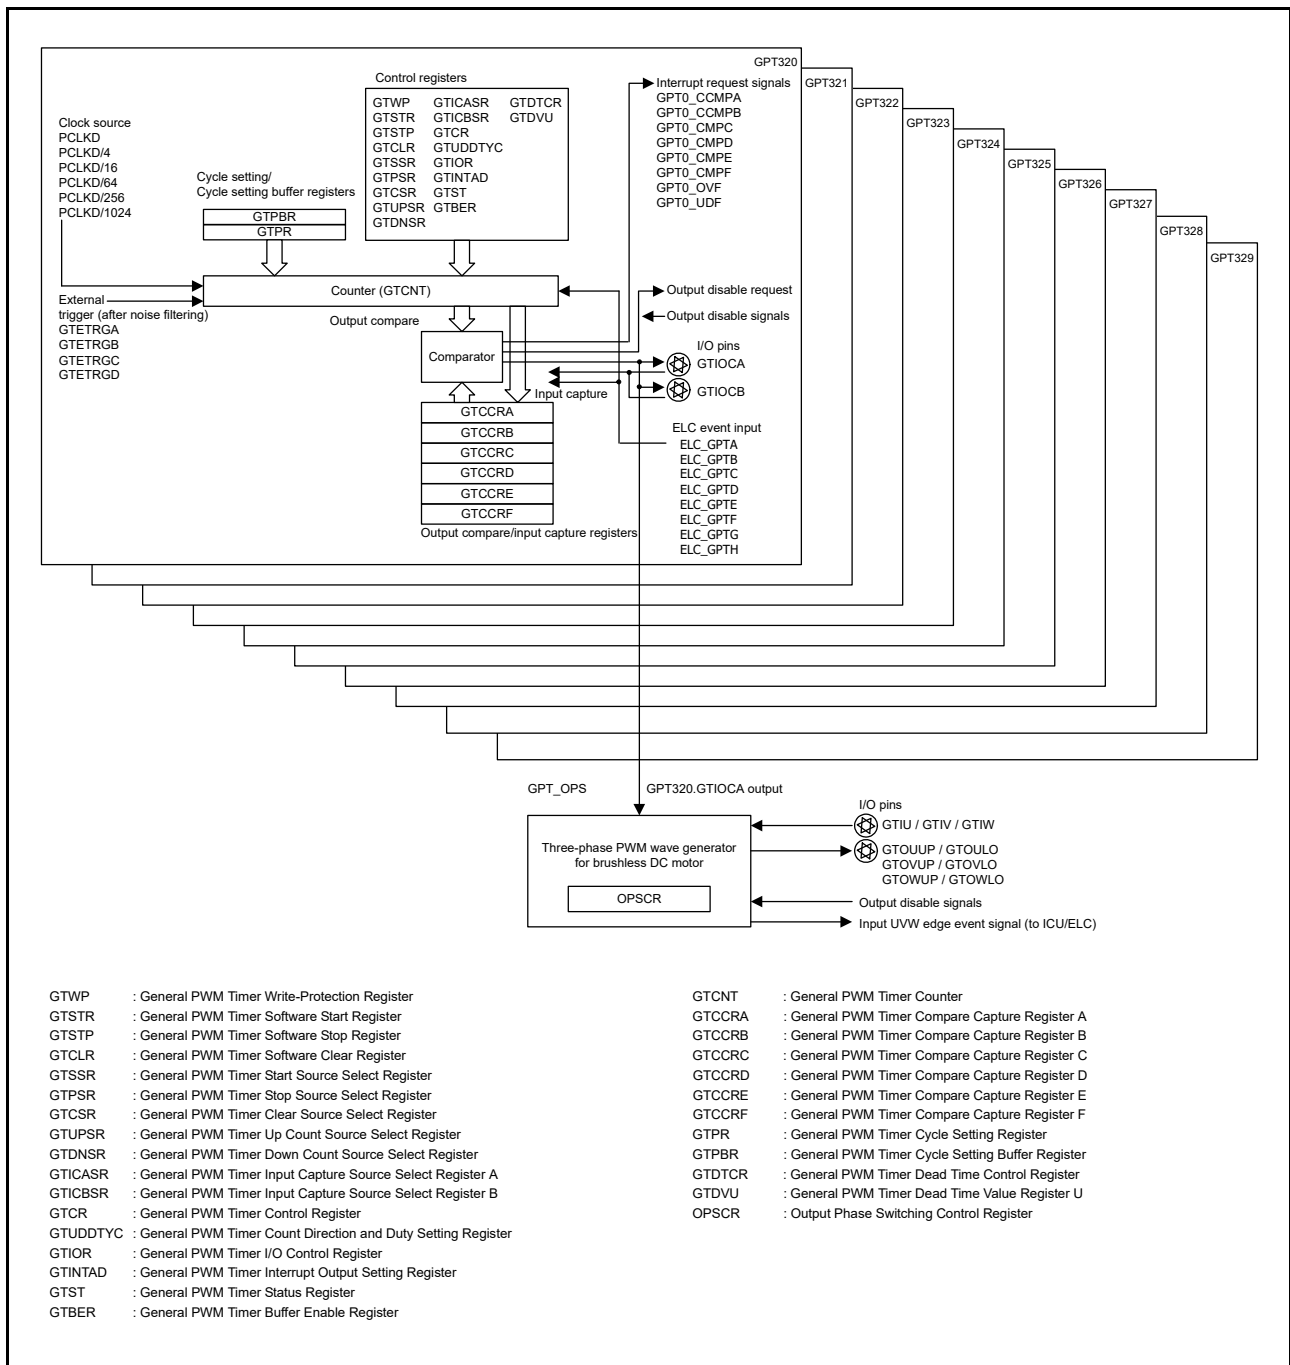 GPT320
GPT321
GPT322
GPT323
GPT324
GPT325
GPT326
GPT327
GPT328
GPT329
Control registers
GTWP GTICASR GTDTCR
GTSTR GTICBSR GTDVU
GTSTP GTCR
GTCLR GTUDDTYC
GTSSR GTIOR
GTPSR GTINTAD
GTCSR GTST
GTUPSR GTBER
GTDNSR
Interrupt request signals
GPT0_CCMPA
GPT0_CCMPB
GPT0_CMPC
GPT0_CMPD
GPT0_CMPE
GPT0_CMPF
GPT0_OVF
GPT0_UDF
Clock source
PCLKD
PCLKD/4
PCLKD/16
PCLKD/64
PCLKD/256
PCLKD/1024
Cycle setting/
Cycle setting buffer registers
GTPBR
GTPR
Counter (GTCNT)
External
trigger (after noise filtering)
GTETRGA
GTETRGB
GTETRGC
GTETRGD
Output compare
Comparator
Output disable request
Output disable signals
I/O pins
GTIOCA
GTIOCB
Input capture
GTCCRA
GTCCRB
GTCCRC
GTCCRD
GTCCRE
GTCCRF
Output compare/input capture registers
ELC event input
ELC_GPTA
ELC_GPTB
ELC_GPTC
ELC_GPTD
ELC_GPTE
ELC_GPTF
ELC_GPTG
ELC_GPTH
GPT_OPS
GPT320.GTIOCA output
Three-phase PWM wave generator
for brushless DC motor
OPSCR
I/O pins
GTIU / GTIV / GTIW
GTOUUP / GTOULO
GTOVUP / GTOVLO
GTOWUP / GTOWLO
Output disable signals
Input UVW edge event signal (to ICU/ELC)
GTWP : General PWM Timer Write-Protection Register
GTSTR : General PWM Timer Software Start Register
GTSTP : General PWM Timer Software Stop Register
GTCLR : General PWM Timer Software Clear Register
GTSSR : General PWM Timer Start Source Select Register
GTPSR : General PWM Timer Stop Source Select Register
GTCSR : General PWM Timer Clear Source Select Register
GTUPSR : General PWM Timer Up Count Source Select Register
GTDNSR : General PWM Timer Down Count Source Select Register
GTICASR : General PWM Timer Input Capture Source Select Register A
GTICBSR : General PWM Timer Input Capture Source Select Register B
GTCR : General PWM Timer Control Register
GTUDDTYC : General PWM Timer Count Direction and Duty Setting Register
GTIOR : General PWM Timer I/O Control Register
GTINTAD : General PWM Timer Interrupt Output Setting Register
GTST : General PWM Timer Status Register
GTBER : General PWM Timer Buffer Enable Register
GTCNT : General PWM Timer Counter
GTCCRA : General PWM Timer Compare Capture Register A
GTCCRB : General PWM Timer Compare Capture Register B
GTCCRC : General PWM Timer Compare Capture Register C
GTCCRD : General PWM Timer Compare Capture Register D
GTCCRE : General PWM Timer Compare Capture Register E
GTCCRF : General PWM Timer Compare Capture Register F
GTPR : General PWM Timer Cycle Setting Register
GTPBR : General PWM Timer Cycle Setting Buffer Register
GTDTCR : General PWM Timer Dead Time Control Register
GTDVU : General PWM Timer Dead Time Value Register U
OPSCR : Output Phase Switching Control Register